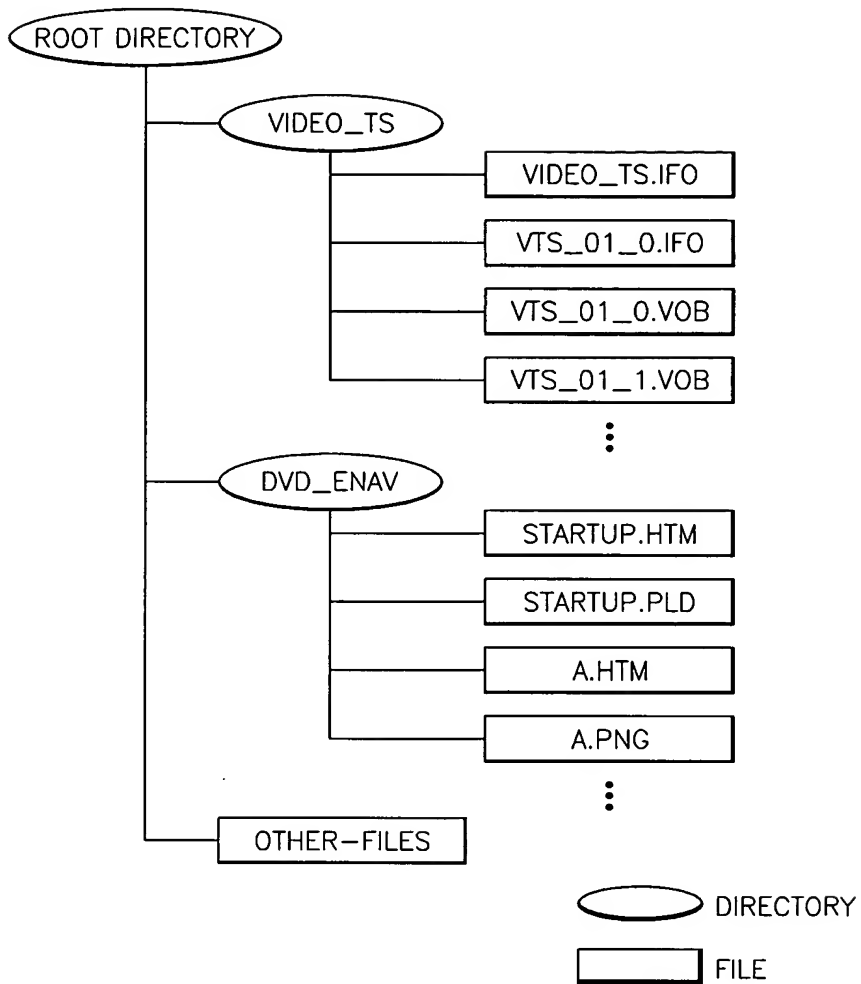 ROOT DIRECTORY
VIDEO_TS
VIDEO_TS.IFO
VTS_01_0.IFO
VTS_01_0.VOB
VTS_01_1.VOB
DVD_ENAV
STARTUP.HTM
STARTUP.PLD
A.HTM
A.PNG
OTHER-FILES
DIRECTORY
FILE